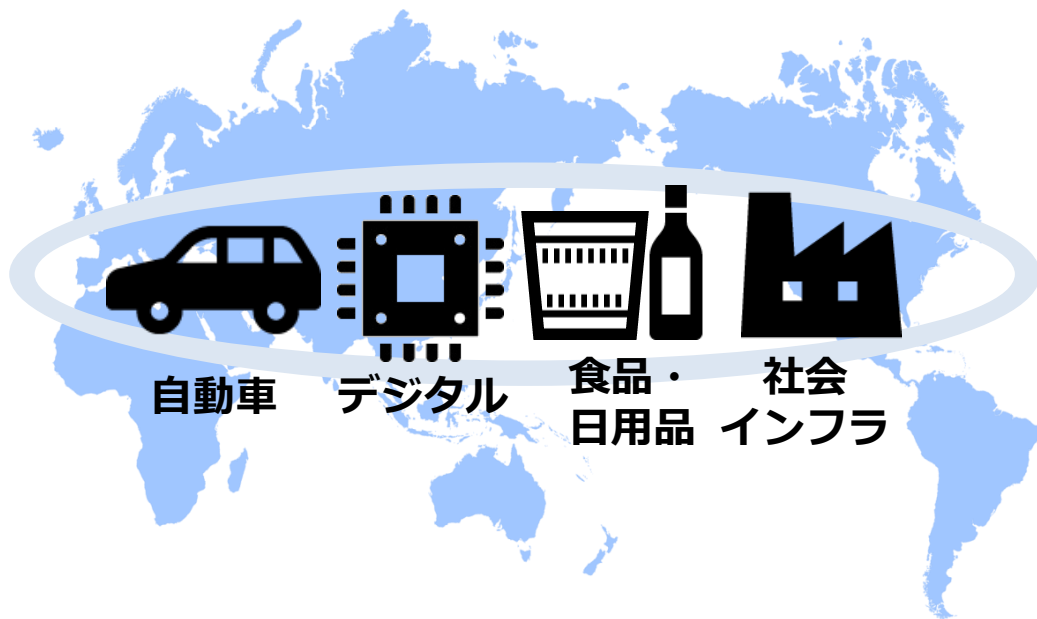 自動車
デジタル
食品・
日用品
社会
インフラ